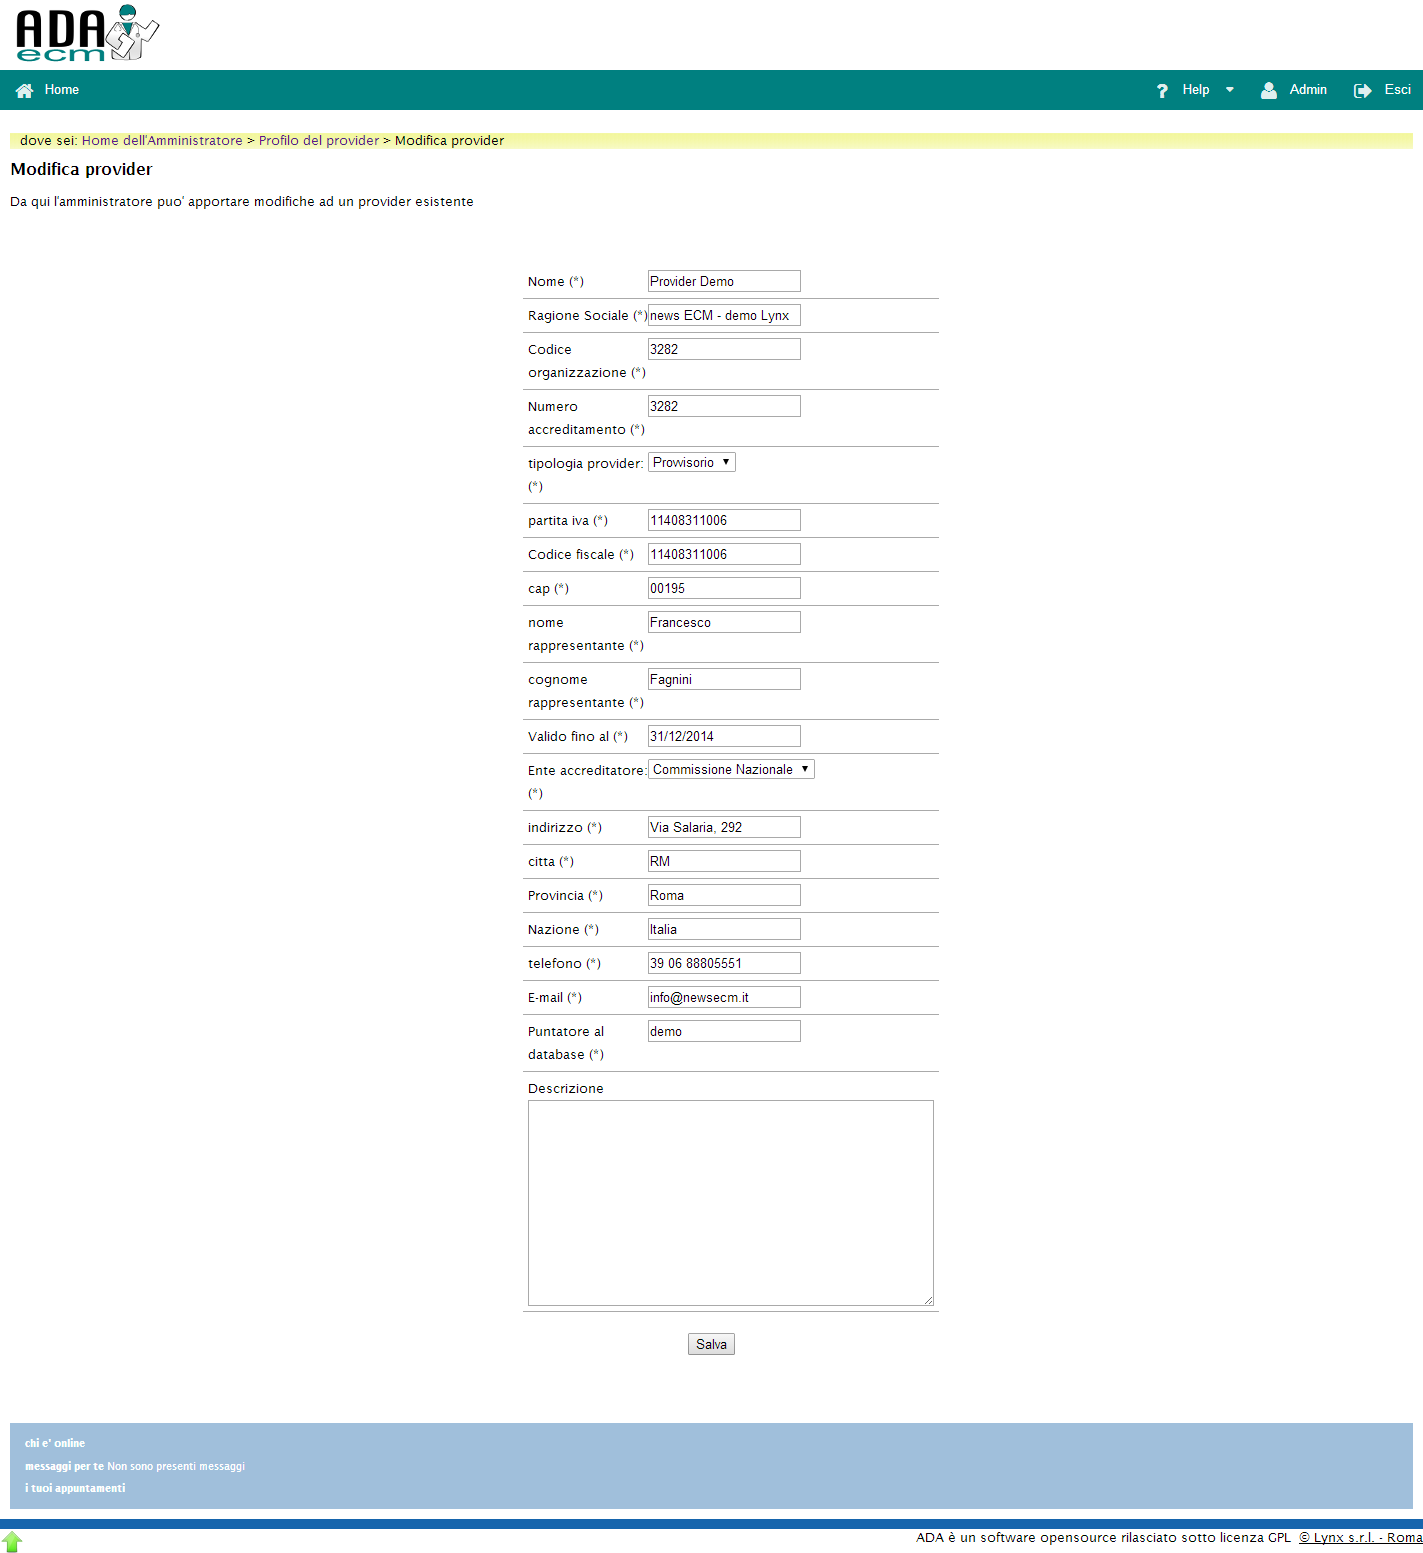 ADA
ecm
Home
Help
Admin
Esci
dove sei: Home dell'Amministratore > Profilo del provider > Modifica provider
Modifica provider
Da qui l'amministratore puo' apportare modifiche ad un provider esistente
Nome (*) Provider Demo
Ragione Sociale (*) news ECM - demo Lynx
Codice 3282
organizzazione (*)
Numero 3282
accreditamento (*)
tipologia provider: Provvisorio
(*)
partita iva (*) 11408311006
Codice fiscale (*) 11408311006
cap (*) 00195
nome Francesco
rappresentante (*)
cognome Fagnini
rappresentante (*)
Valido fino al (*) 31/12/2014
Ente accreditatore: Commissione Nazionale
(*)
indirizzo (*) Via Salaria, 292
citta (*) RM
Provincia (*) Roma
Nazione (*) Italia
telefono (*) 39 06 88805551
E-mail (*) info@newsecm.it
Puntatore al demo
database (*)
Descrizione
Salva
chi e' online
messaggi per te Non sono presenti messaggi
i tuoi appuntamenti
ADA è un software opensource rilasciato sotto licenza GPL © Lynx s.r.l. - Roma